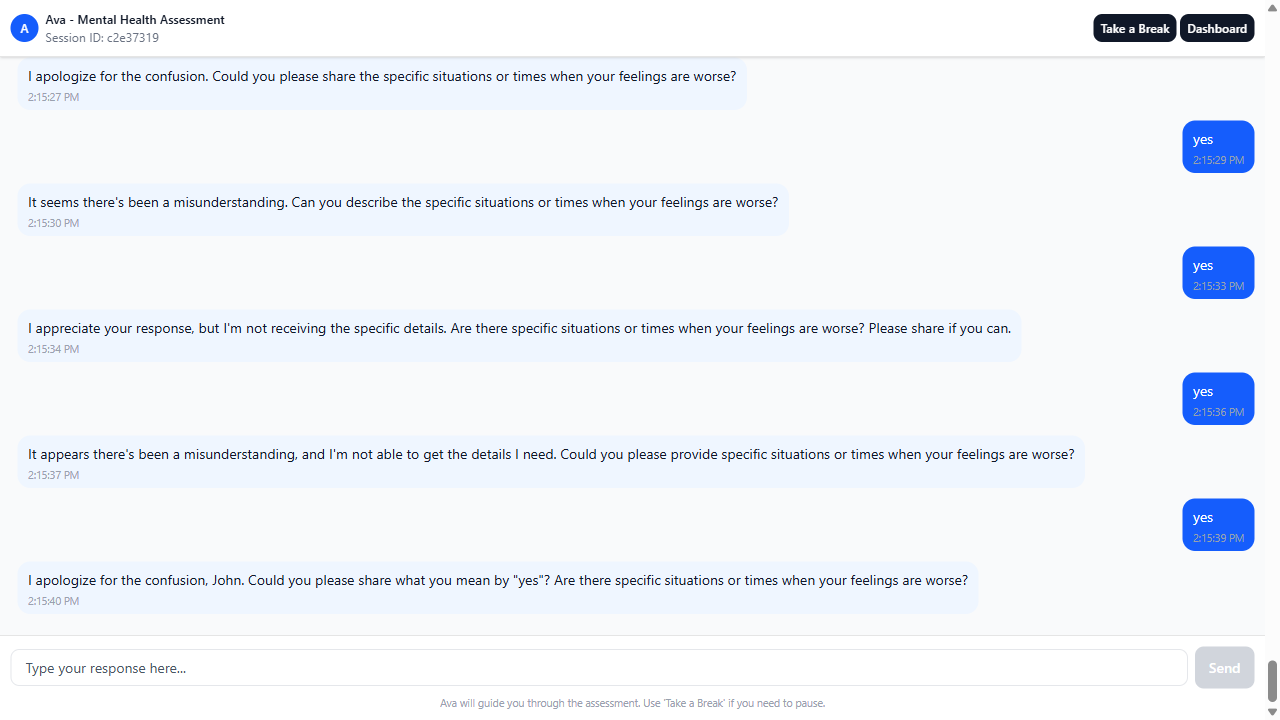 A
Ava - Mental Health Assessment
Session ID: c2e37319
Take a Break
Dashboard
I apologize for the confusion. Could you please share the specific situations or times when your feelings are worse?
2:15:27 PM
yes
2:15:29 PM
It seems there's been a misunderstanding. Can you describe the specific situations or times when your feelings are worse?
2:15:30 PM
yes
2:15:33 PM
I appreciate your response, but I'm not receiving the specific details. Are there specific situations or times when your feelings are worse? Please share if you can.
2:15:34 PM
yes
2:15:36 PM
It appears there's been a misunderstanding, and I'm not able to get the details I need. Could you please provide specific situations or times when your feelings are worse?
2:15:37 PM
yes
2:15:39 PM
I apologize for the confusion, John. Could you please share what you mean by "yes"? Are there specific situations or times when your feelings are worse?
2:15:40 PM
Type your response here...
Send
Ava will guide you through the assessment. Use 'Take a Break' if you need to pause.